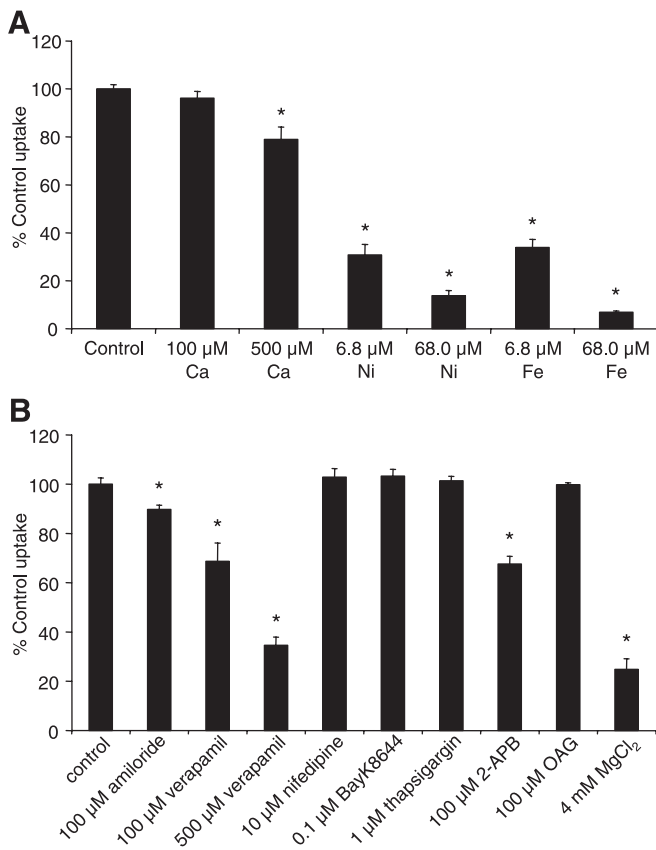 A
% Control uptake
120
100
80
60
40
20
0
*
*
*
*
*
Control
100 µM Ca
500 µM Ca
6.8 µM Ni
68.0 µM Ni
6.8 µM Fe
68.0 µM Fe
B
% Control uptake
120
100
80
60
40
20
0
*
*
*
*
*
control
100 µM amiloride
100 µM verapamil
500 µM verapamil
10 µM nifedipine
0.1 µM BayK8644
1 µM thapsigargin
100 µM 2-APB
100 µM OAG
4 mM MgCl₂